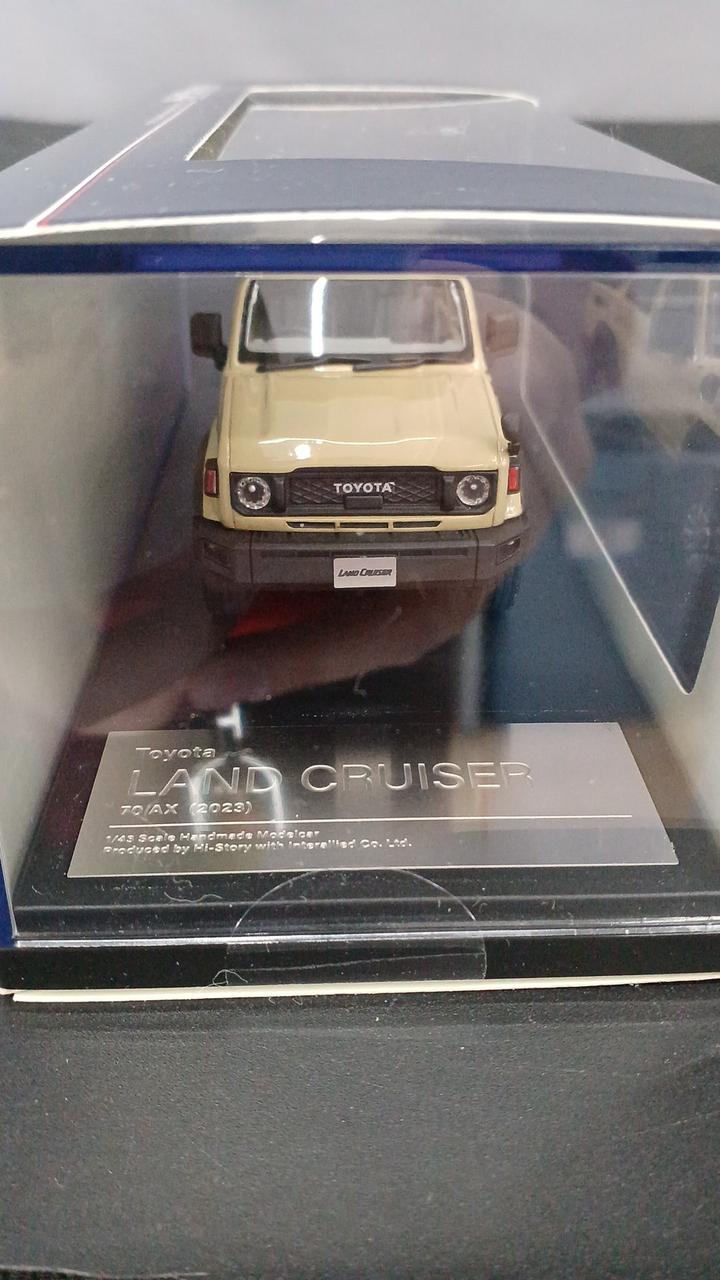 TOYOTA
LAND CRUISER
Toyota
LAND CRUISER
70/AX (2023)
1/43 Scale Handmade Modelcar
Produced by Hi-Story with Interallied Co. Ltd.